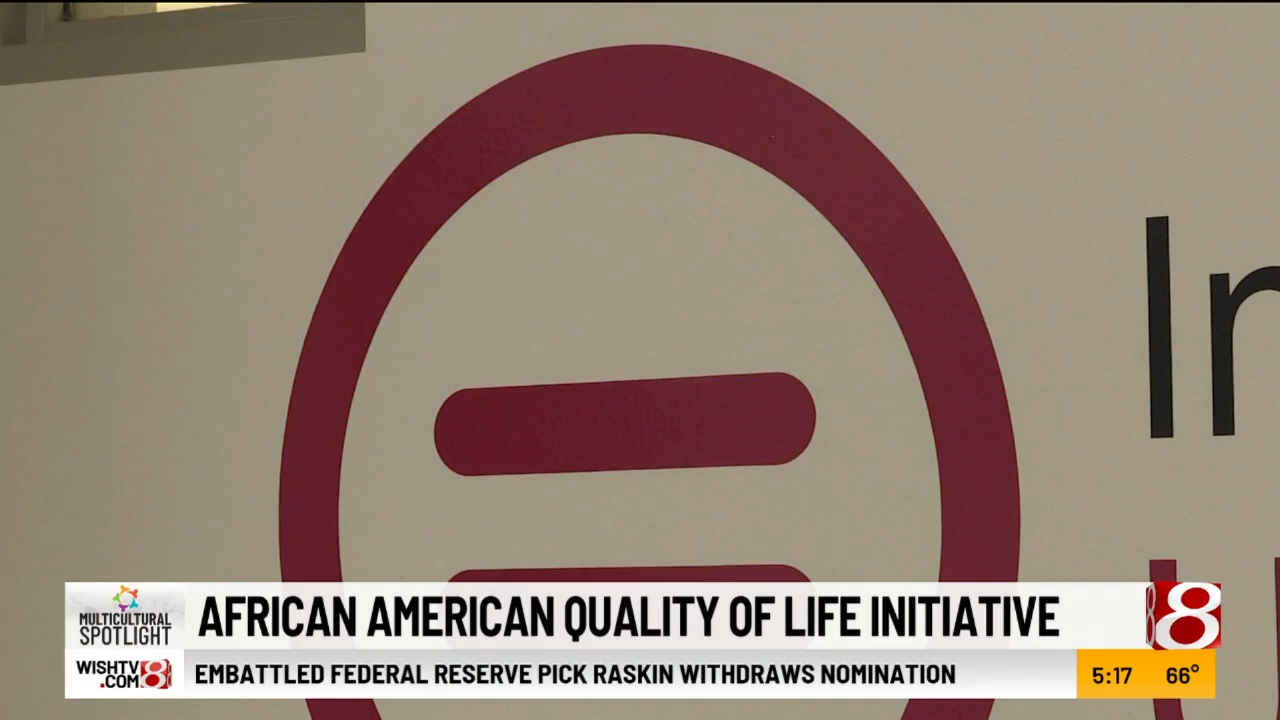 In
AFRICAN AMERICAN QUALITY OF LIFE INITIATIVE
8
MULTICULTURAL
SPOTLIGHT
WISHTV
.COM 8
EMBATTLED FEDERAL RESERVE PICK RASKIN WITHDRAWS NOMINATION
5:17 66°